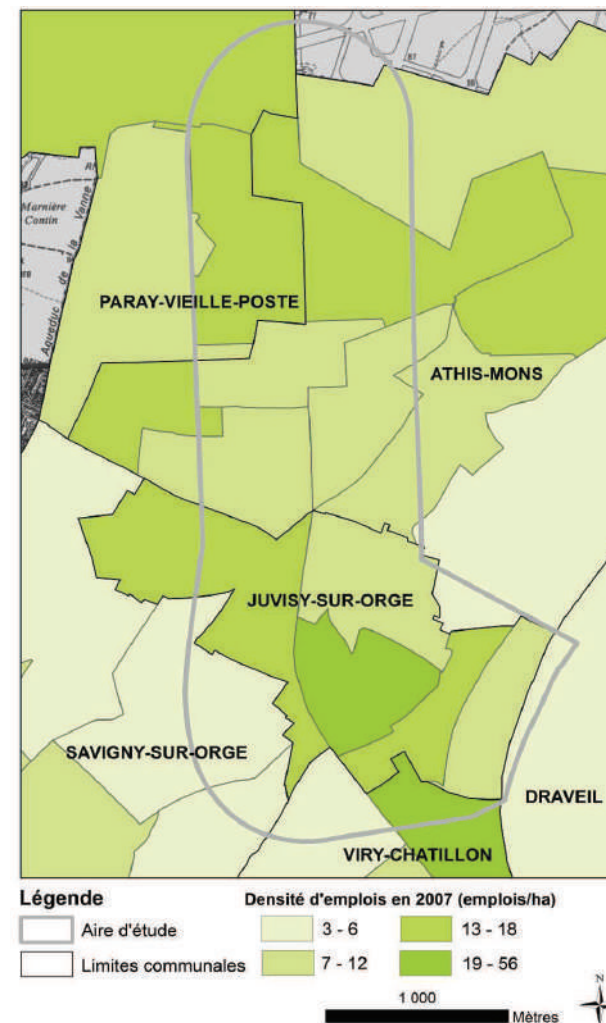 Marnière
Contin
Aqueduc de la Vanne
PARAY-VIEILLE-POSTE
ATHIS-MONS
JUVISY-SUR-ORGE
SAVIGNY-SUR-ORGE
DRAVEIL
VIRY-CHATILLON
Légende
Densité d'emplois en 2007 (emplois/ha)
Aire d'étude
3 - 6
13 - 18
Limites communales
7 - 12
19 - 56
1 000
Mètres
N